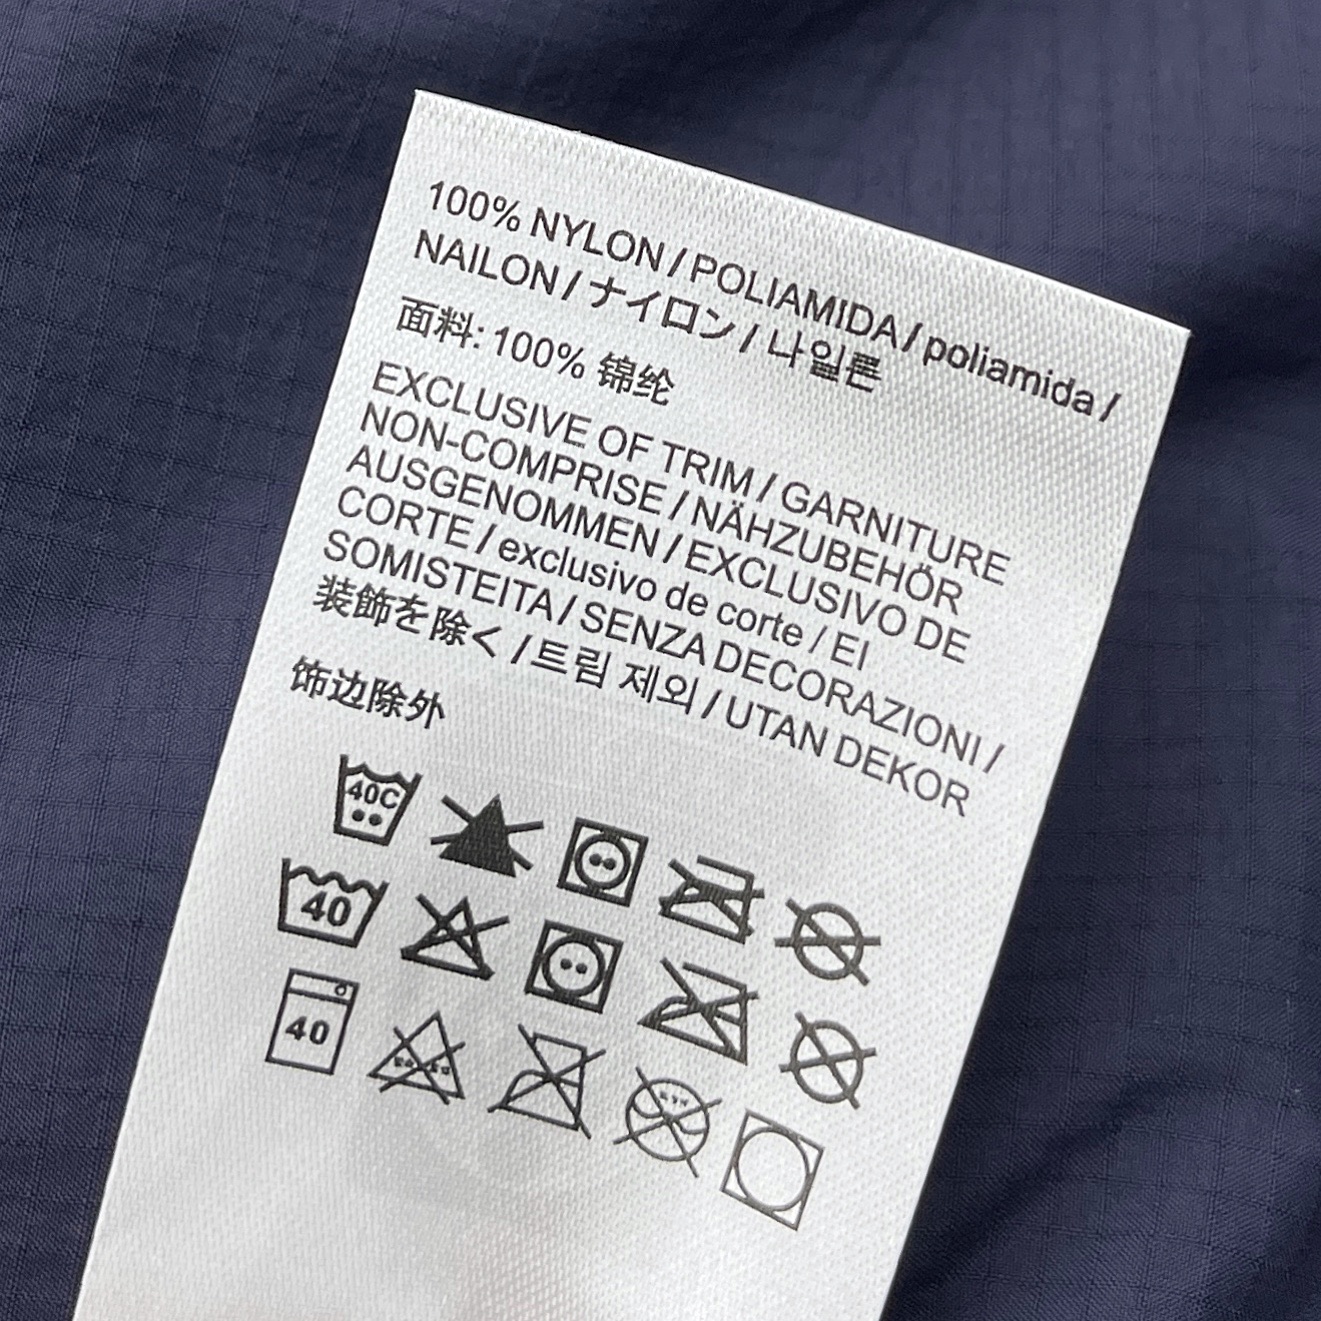 100% NYLON / POLIAMIDA / poliamida /
NAILON / ナイロン / 나일론
面料: 100% 锦纶
EXCLUSIVE OF TRIM / GARNITURE
NON-COMPRISE / NÄHZUBEHÖR
AUSGENOMMEN / EXCLUSIVO DE
CORTE / exclusivo de corte / EI
SOMISTEITA / SENZA DECORAZIONI /
装飾を除く / 트림 제외 / UTAN DEKOR
饰边除外
40C
40
40